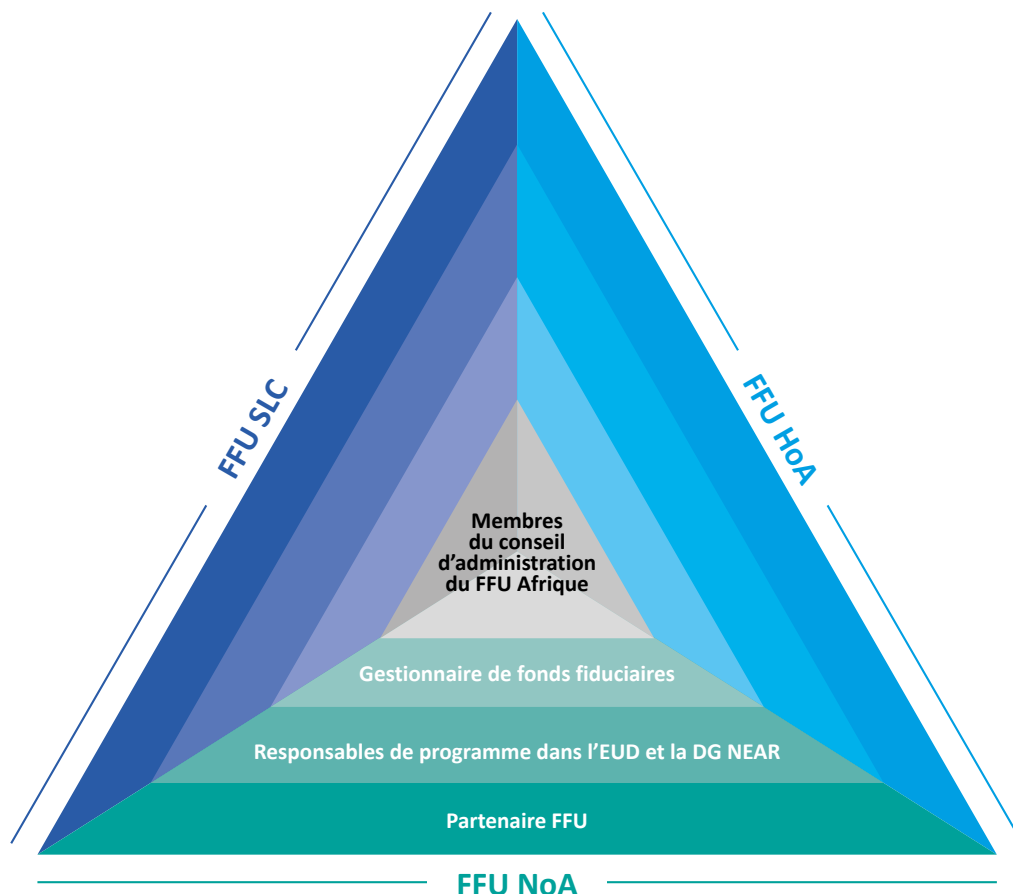 FFU SLC
FFU HoA
Membres
du conseil
d’administration
du FFU Afrique
Gestionnaire de fonds fiduciaires
Responsables de programme dans l’EUD et la DG NEAR
Partenaire FFU
FFU NoA